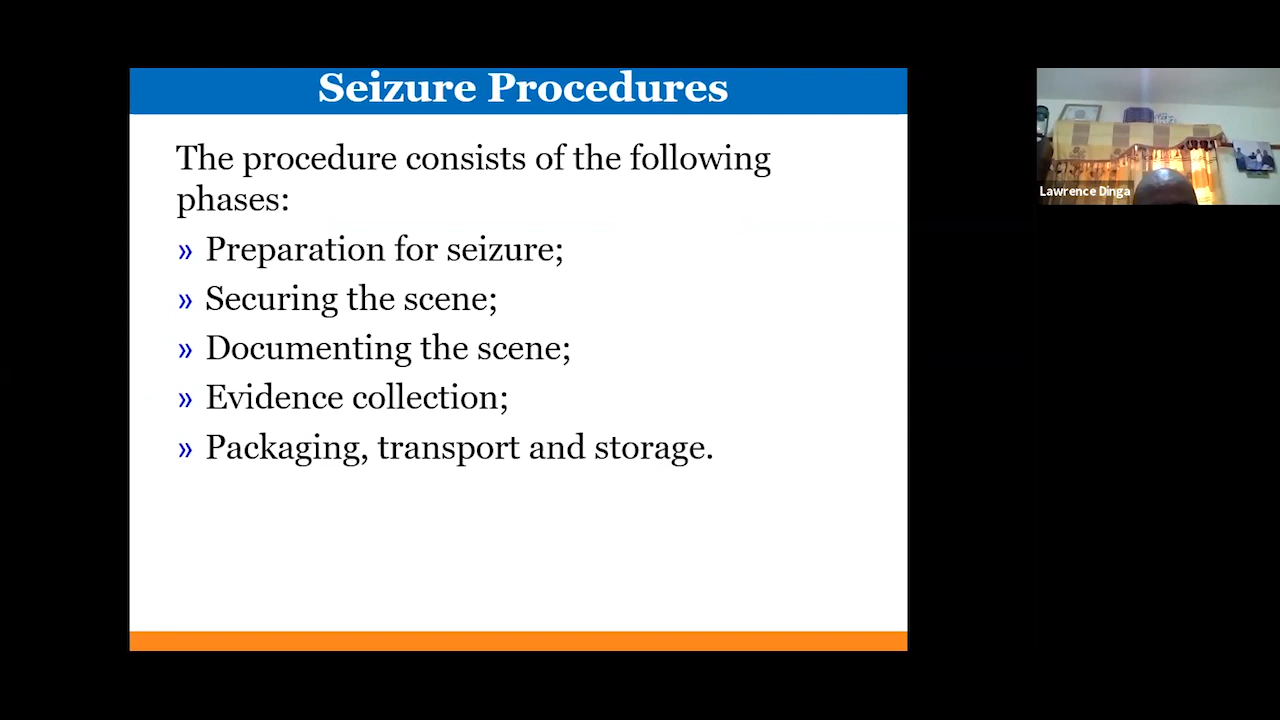 Seizure Procedures
The procedure consists of the following
phases:
» Preparation for seizure;
» Securing the scene;
» Documenting the scene;
» Evidence collection;
» Packaging, transport and storage.
Lawrence Dinga